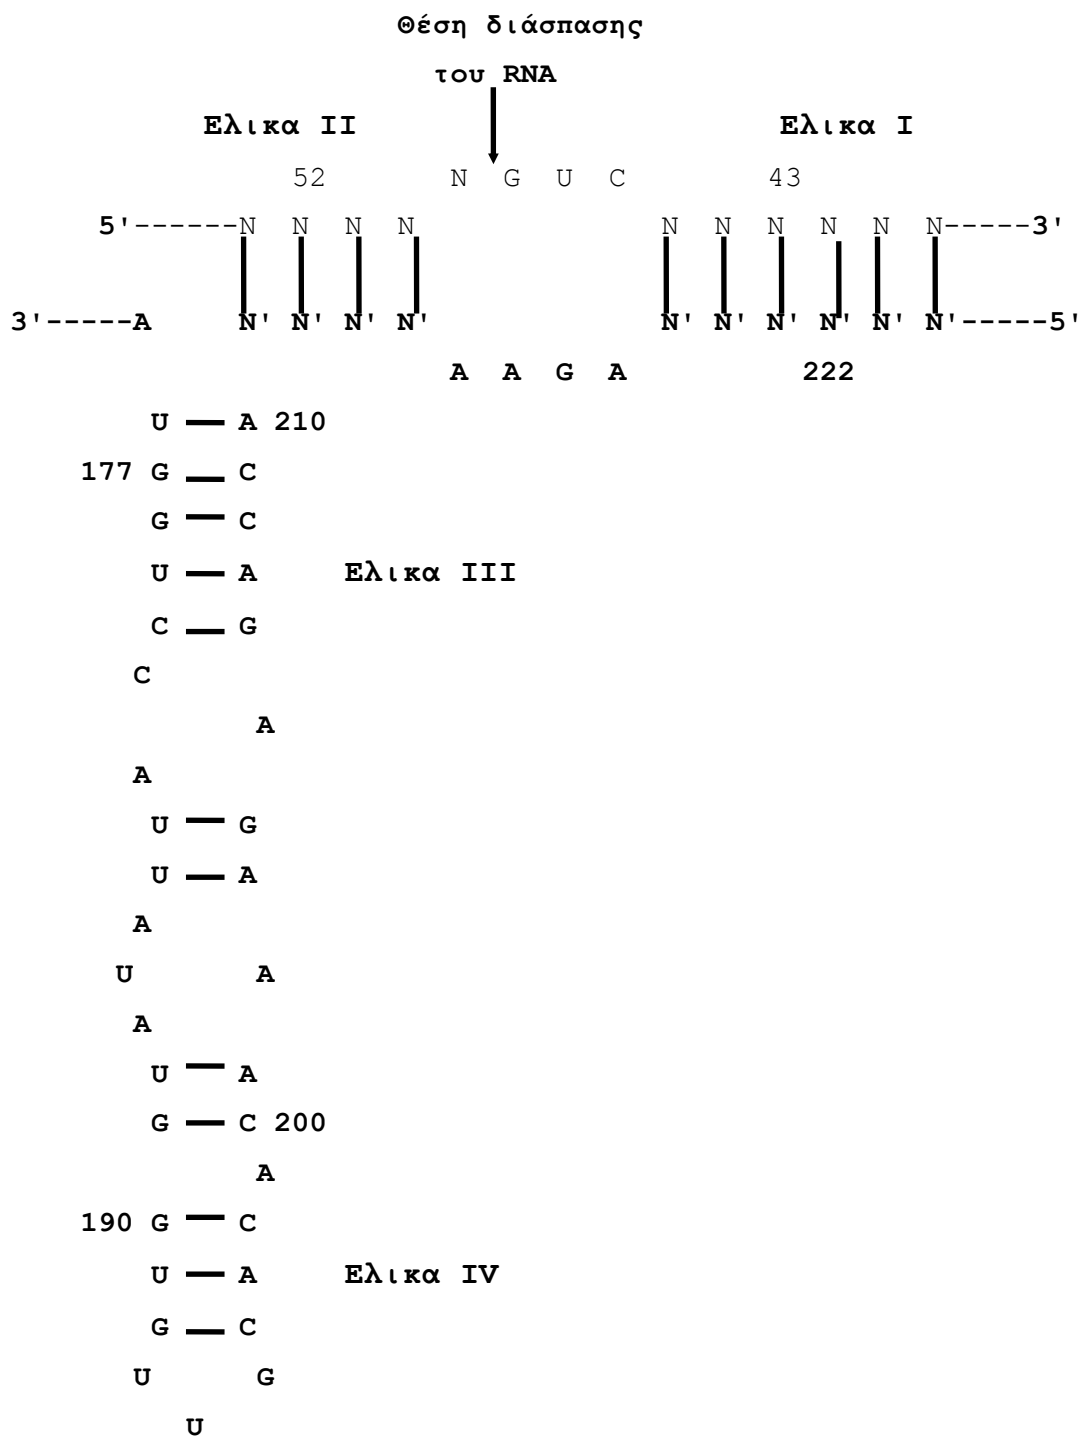 Θέση διάσπασης
του RNA
Ελικα II Ελικα I
52 N G U C 43
5'------N N N N N N N N N N-----3'
3'-----A N' N' N' N' N' N' N' N' N' N'-----5'
A A G A 222
U A 210
177 G C
G C
U A Ελικα III
C G
C
A
A
U G
U A
A
U A
A
U A
G C 200
A
190 G C
U A Ελικα IV
G C
U G
U